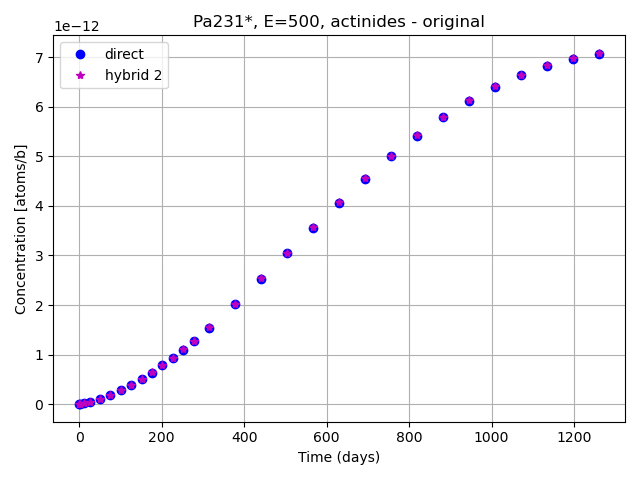 Pa231*, E=500, actinides - original
1e−12
direct
hybrid 2
7
6
5
4
3
2
1
0
Concentration [atoms/b]
0 200 400 600 800 1000 1200
Time (days)